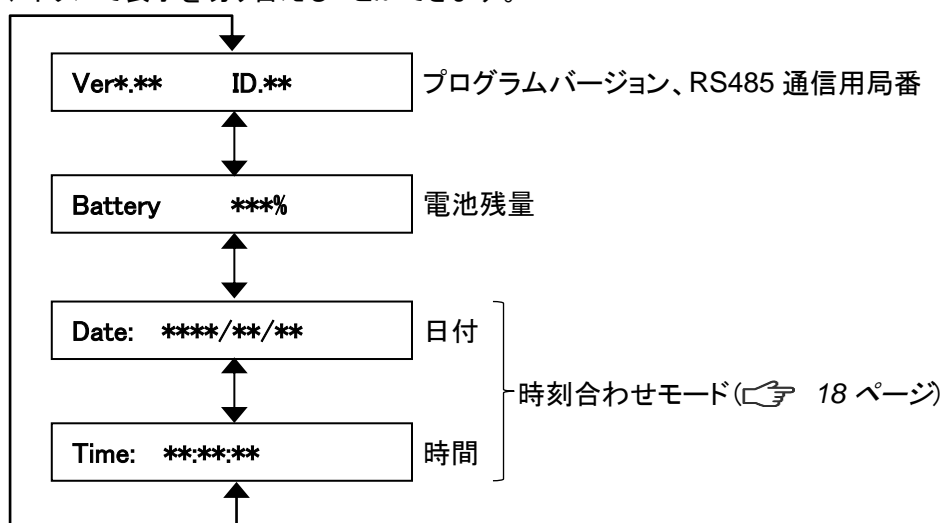 Ver*.** ID.** プログラムバージョン、RS485 通信用局番
Battery ***% 電池残量
Date: ****/**/** 日付
時刻合わせモード(☞ 18 ページ)
Time: **:**:** 時間